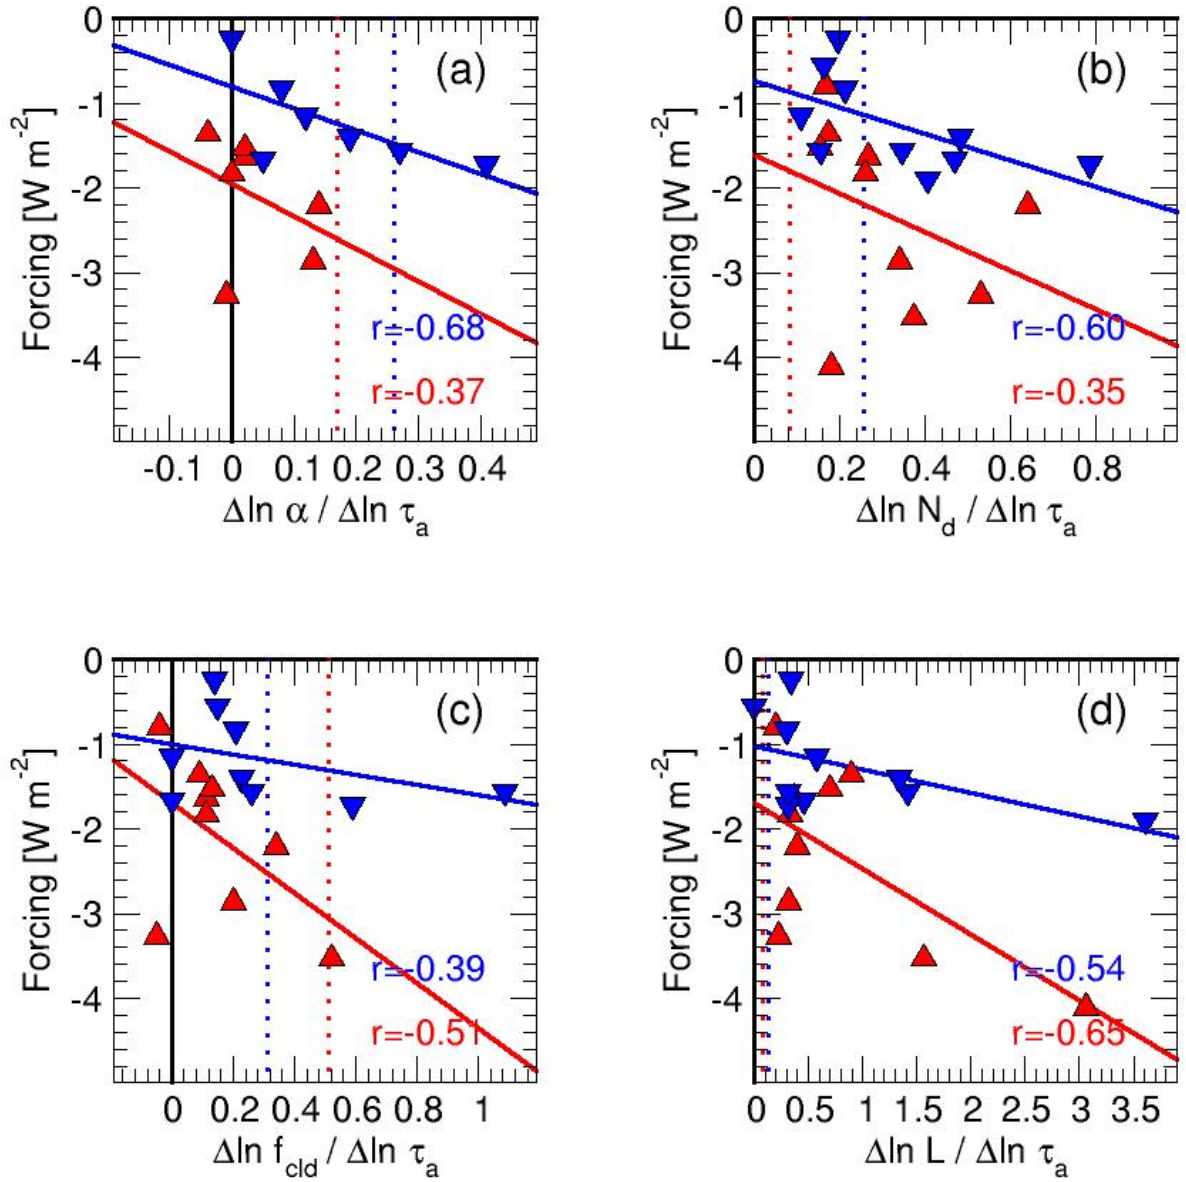 0
-1
-2
-3
-4
Forcing [W m-2]
(a)
r=-0.68
r=-0.37
-0.1 0 0.1 0.2 0.3 0.4
Δln α / Δln τa
0
-1
-2
-3
-4
Forcing [W m-2]
(b)
r=-0.60
r=-0.35
0 0.2 0.4 0.6 0.8
Δln Nd / Δln τa
0
-1
-2
-3
-4
Forcing [W m-2]
(c)
r=-0.39
r=-0.51
0 0.2 0.4 0.6 0.8 1
Δln fcld / Δln τa
0
-1
-2
-3
-4
Forcing [W m-2]
(d)
r=-0.54
r=-0.65
0 0.5 1 1.5 2 2.5 3 3.5
Δln L / Δln τa